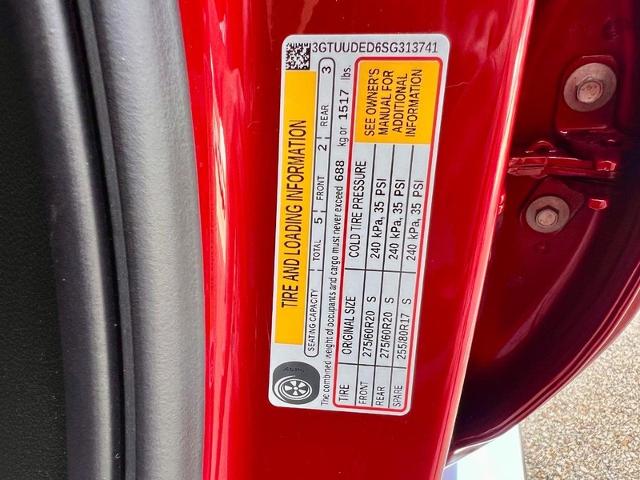 3GTUUDED6SG313741
TIRE AND LOADING INFORMATION
SEATING CAPACITY TOTAL 5 FRONT 2 REAR 3
The combined weight of occupants and cargo must never exceed 688 kg or 1517 lbs.
TIRE ORIGINAL SIZE COLD TIRE PRESSURE
FRONT 275/60R20 S 240 kPa, 35 PSI
REAR 275/60R20 S 240 kPa, 35 PSI
SPARE 255/80R17 S 240 kPa, 35 PSI
SEE OWNER'S
MANUAL FOR
ADDITIONAL
INFORMATION